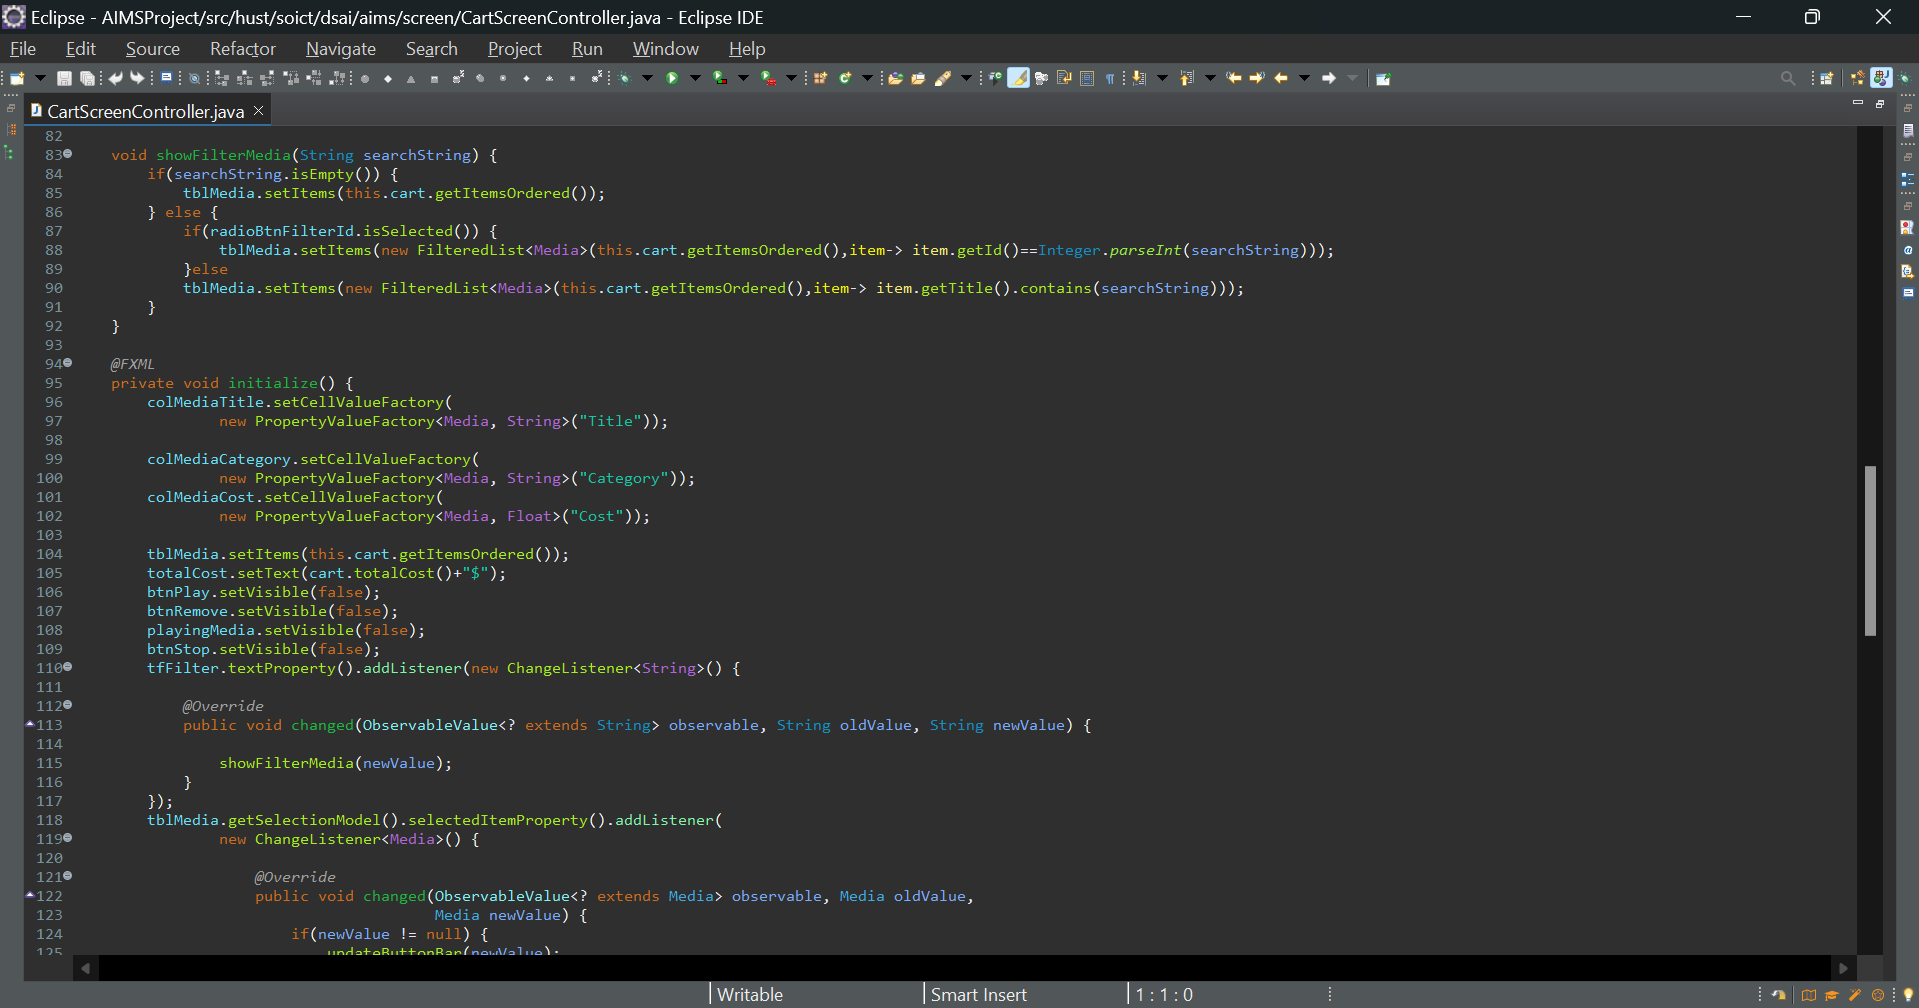 Eclipse - AIMSProject/src/hust/soict/dsai/aims/screen/CartScreenController.java - Eclipse IDE
File Edit Source Refactor Navigate Search Project Run Window Help
CartScreenController.java
82
83 void showFilterMedia(String searchString) {
84 if(searchString.isEmpty()) {
85 tblMedia.setItems(this.cart.getItemsOrdered());
86 } else {
87 if(radioBtnFilterId.isSelected()) {
88 tblMedia.setItems(new FilteredList<Media>(this.cart.getItemsOrdered(),item-> item.getId()==Integer.parseInt(searchString)));
89 }else
90 tblMedia.setItems(new FilteredList<Media>(this.cart.getItemsOrdered(),item-> item.getTitle().contains(searchString)));
91 }
92 }
93
94 @FXML
95 private void initialize() {
96 colMediaTitle.setCellValueFactory(
97 new PropertyValueFactory<Media, String>("Title"));
98
99 colMediaCategory.setCellValueFactory(
100 new PropertyValueFactory<Media, String>("Category"));
101 colMediaCost.setCellValueFactory(
102 new PropertyValueFactory<Media, Float>("Cost"));
103
104 tblMedia.setItems(this.cart.getItemsOrdered());
105 totalCost.setText(cart.totalCost()+"$");
106 btnPlay.setVisible(false);
107 btnRemove.setVisible(false);
108 playingMedia.setVisible(false);
109 btnStop.setVisible(false);
110 tfFilter.textProperty().addListener(new ChangeListener<String>() {
111
112 @Override
113 public void changed(ObservableValue<? extends String> observable, String oldValue, String newValue) {
114
115 showFilterMedia(newValue);
116 }
117 });
118 tblMedia.getSelectionModel().selectedItemProperty().addListener(
119 new ChangeListener<Media>() {
120
121 @Override
122 public void changed(ObservableValue<? extends Media> observable, Media oldValue,
123 Media newValue) {
124 if(newValue != null) {
125 updateButtonBar(newValue);
Writable Smart Insert 1 : 1 : 0